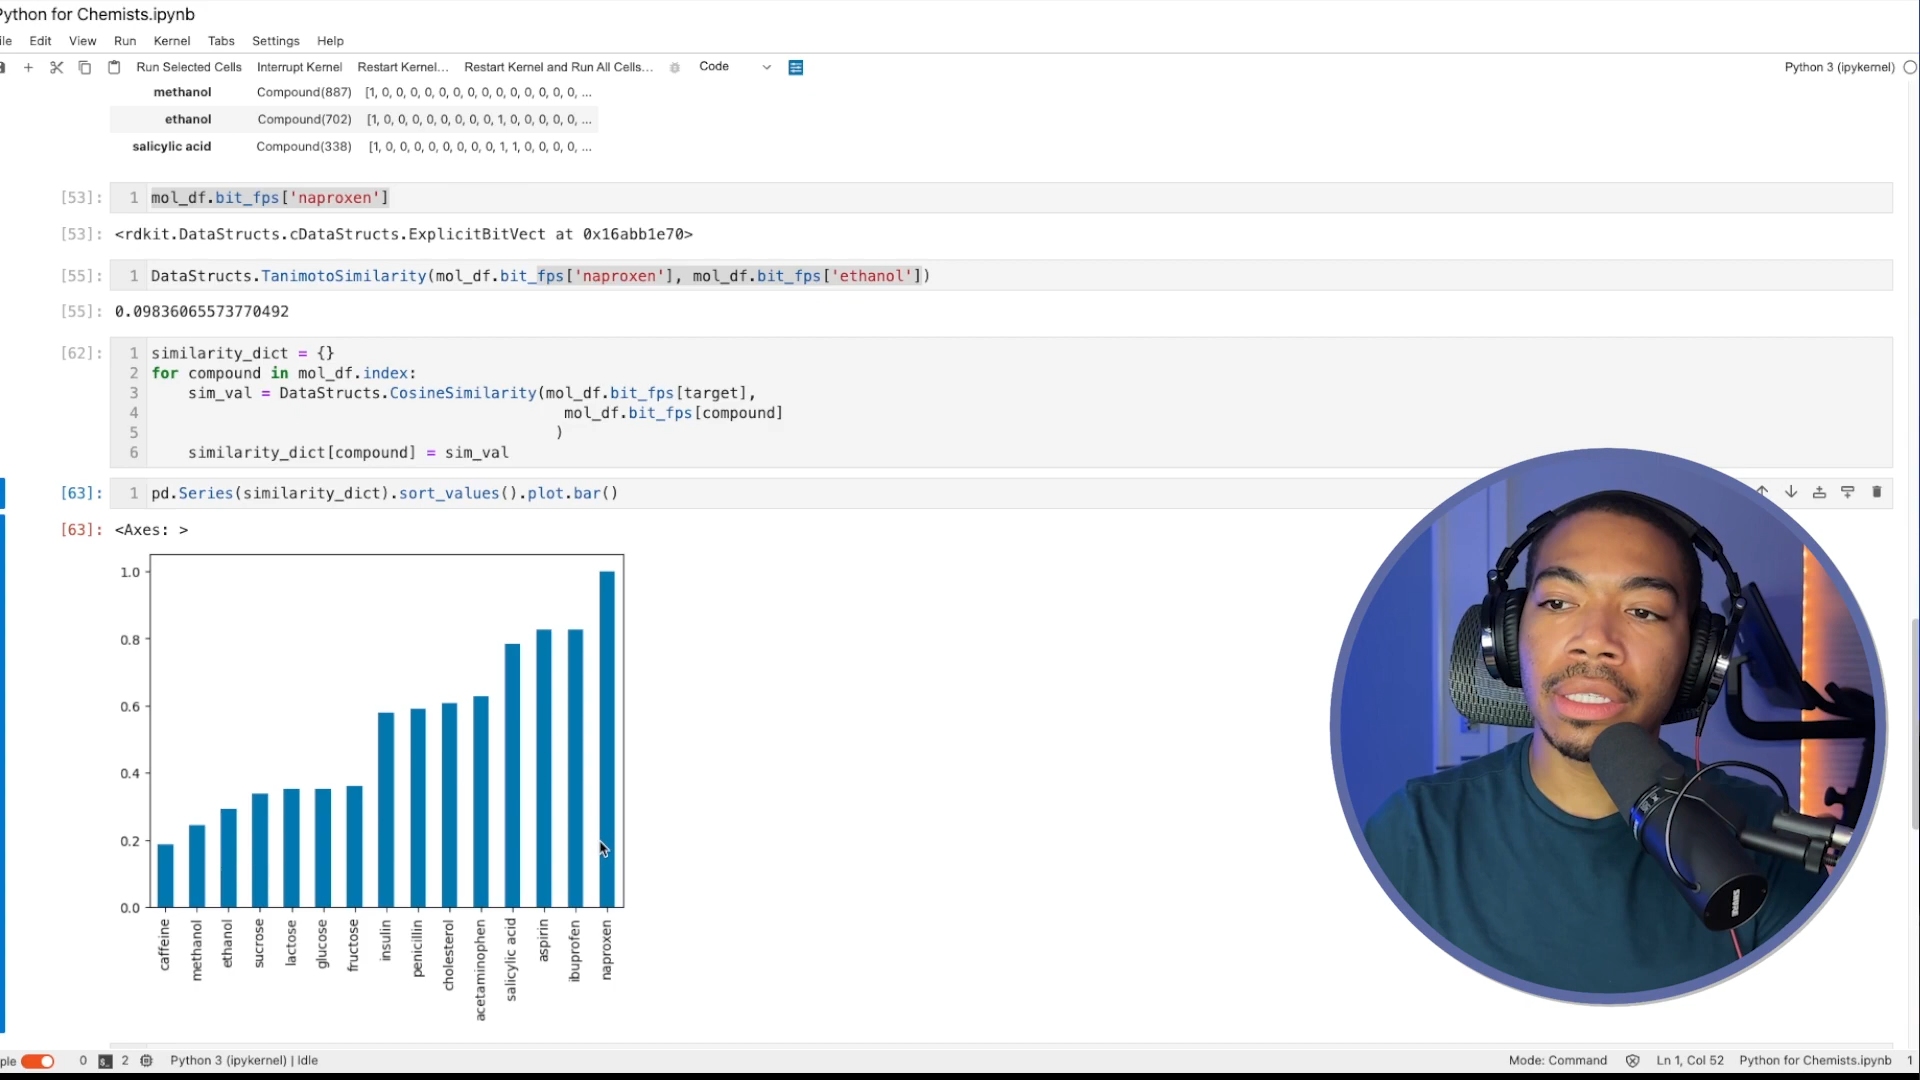 Python for Chemists.ipynb
ile Edit View Run Kernel Tabs Settings Help
Run Selected Cells Interrupt Kernel Restart Kernel… Restart Kernel and Run All Cells… Code Python 3 (ipykernel)
methanol Compound(887) [1, 0, 0, 0, 0, 0, 0, 0, 0, 0, 0, 0, 0, 0, 0, ...
ethanol Compound(702) [1, 0, 0, 0, 0, 0, 0, 0, 0, 1, 0, 0, 0, 0, 0, ...
salicylic acid Compound(338) [1, 0, 0, 0, 0, 0, 0, 0, 0, 1, 1, 0, 0, 0, 0, ...
[53]: 1 mol_df.bit_fps['naproxen']
[53]: <rdkit.DataStructs.cDataStructs.ExplicitBitVect at 0x16abb1e70>
[55]: 1 DataStructs.TanimotoSimilarity(mol_df.bit_fps['naproxen'], mol_df.bit_fps['ethanol'])
[55]: 0.09836065573770492
[62]: 1 similarity_dict = {}
2 for compound in mol_df.index:
3 sim_val = DataStructs.CosineSimilarity(mol_df.bit_fps[target],
4 mol_df.bit_fps[compound]
5 )
6 similarity_dict[compound] = sim_val
[63]: 1 pd.Series(similarity_dict).sort_values().plot.bar()
[63]: <Axes: >
1.0
0.8
0.6
0.4
0.2
0.0
caffeine
methanol
ethanol
sucrose
lactose
glucose
fructose
insulin
penicillin
cholesterol
acetaminophen
salicylic acid
aspirin
ibuprofen
naproxen
SHURE
ple 0 2 Python 3 (ipykernel) | Idle Mode: Command Ln 1, Col 52 Python for Chemists.ipynb 1